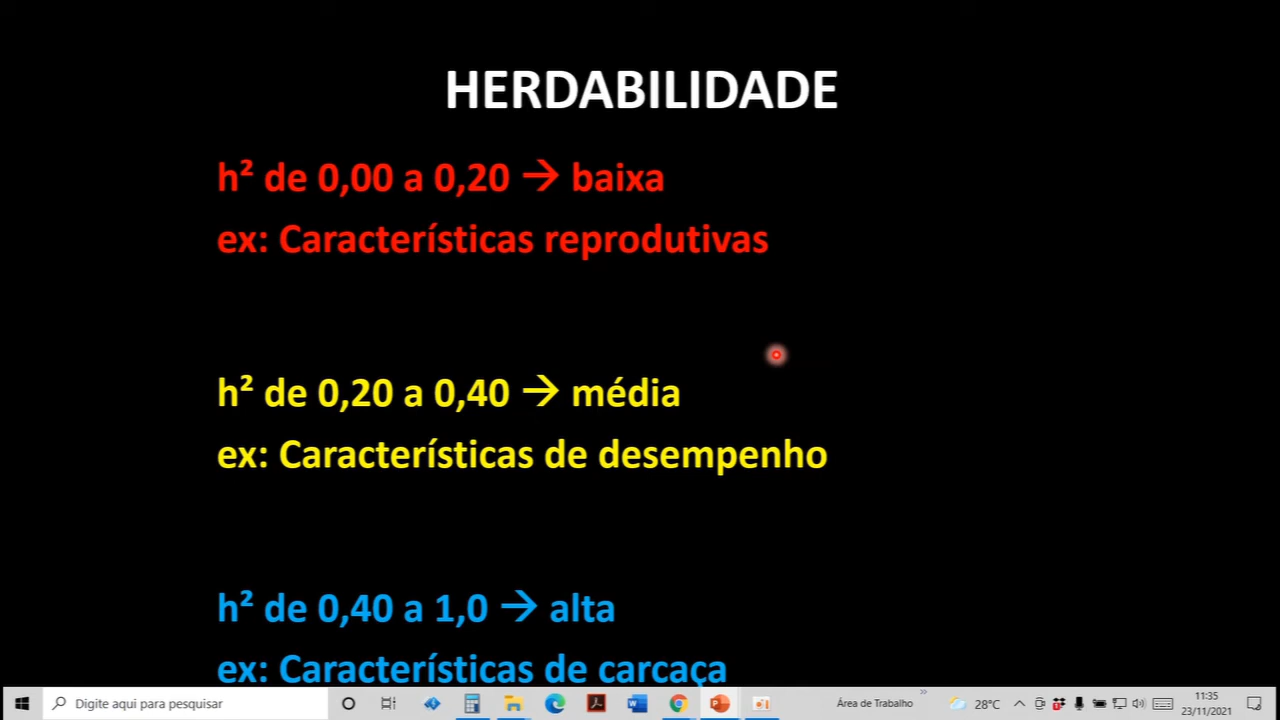 HERDABILIDADE
h² de 0,00 a 0,20 → baixa
ex: Características reprodutivas
h² de 0,20 a 0,40 → média
ex: Características de desempenho
h² de 0,40 a 1,0 → alta
ex: Características de carcaça
Digite aqui para pesquisar
Área de Trabalho
»
28°C
11:35
23/11/2021